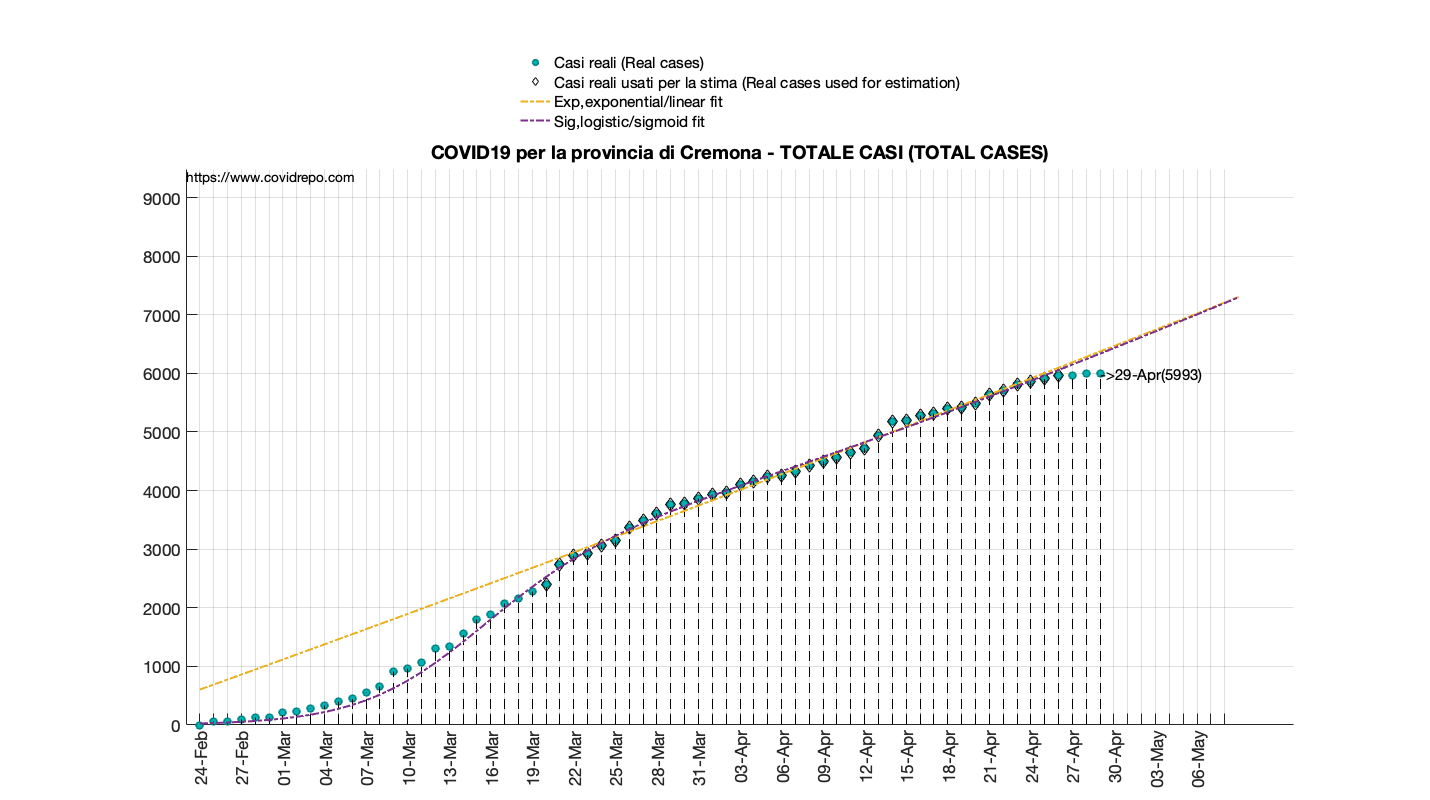 Casi reali (Real cases)
Casi reali usati per la stima (Real cases used for estimation)
Exp,exponential/linear fit
Sig,logistic/sigmoid fit
COVID19 per la provincia di Cremona - TOTALE CASI (TOTAL CASES)
https://www.covidrepo.com
9000
8000
7000
6000
5000
4000
3000
2000
1000
0
->29-Apr(5993)
24-Feb
27-Feb
01-Mar
04-Mar
07-Mar
10-Mar
13-Mar
16-Mar
19-Mar
22-Mar
25-Mar
28-Mar
31-Mar
03-Apr
06-Apr
09-Apr
12-Apr
15-Apr
18-Apr
21-Apr
24-Apr
27-Apr
30-Apr
03-May
06-May